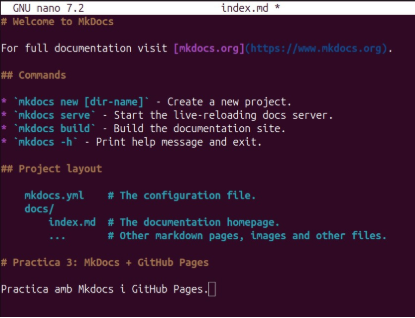 GNU nano 7.2 index.md *
# Welcome to MkDocs
For full documentation visit [mkdocs.org](https://www.mkdocs.org).
## Commands
* `mkdocs new [dir-name]` - Create a new project.
* `mkdocs serve` - Start the live-reloading docs server.
* `mkdocs build` - Build the documentation site.
* `mkdocs -h` - Print help message and exit.
## Project layout
mkdocs.yml # The configuration file.
docs/
index.md # The documentation homepage.
... # Other markdown pages, images and other files.
# Practica 3: MkDocs + GitHub Pages
Practica amb Mkdocs i GitHub Pages.